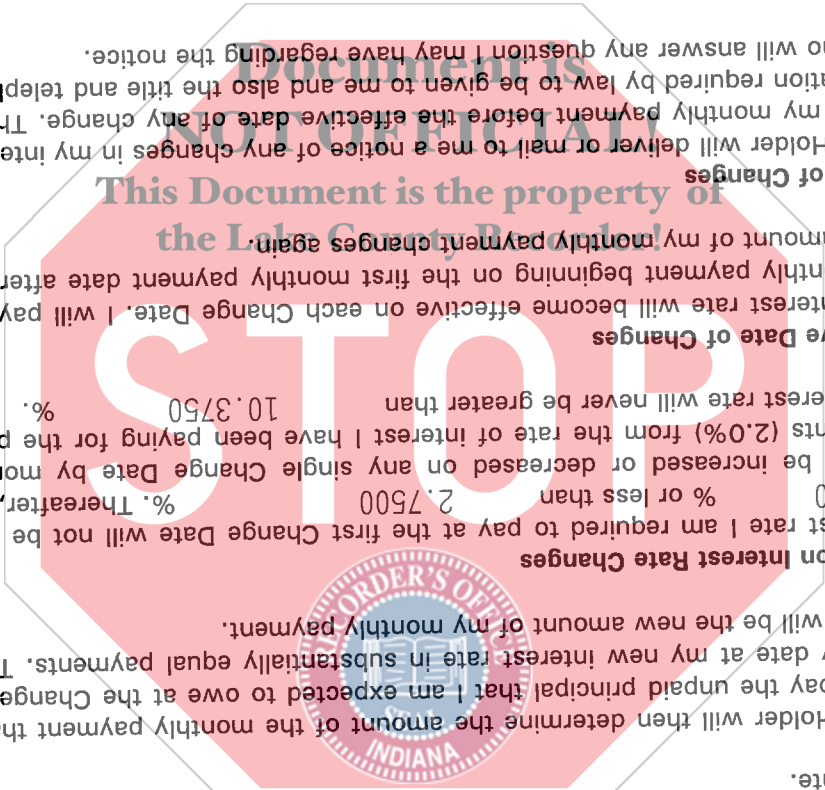 Holder will then determine the amount of the monthly payment th
pay the unpaid principal that I am expected to owe at the Change
y date at my new interest rate in substantially equal payments. T
will be the new amount of my monthly payment.
on Interest Rate Changes
st rate I am required to pay at the first Change Date will not be
0 % or less than 2.7500 %. Thereafter,
be increased or decreased on any single Change Date by mor
nts (2.0%) from the rate of interest I have been paying for the p
terest rate will never be greater than 10.3750 %.
ve Date of Changes
nterest rate will become effective on each Change Date. I will pay
nthly payment beginning on the first monthly payment date after
amount of my monthly payment changes again.
of Changes
Holder will deliver or mail to me a notice of any changes in my inte
my monthly payment before the effective date of any change. Th
ation required by law to be given to me and also the title and telep
ho will answer any question I may have regarding the notice.
Document is
NOT OFFICIAL!
This Document is the property of
the Lake County Recorder!
STOP
RECORDER'S OFFICE
SEAL
INDIANA